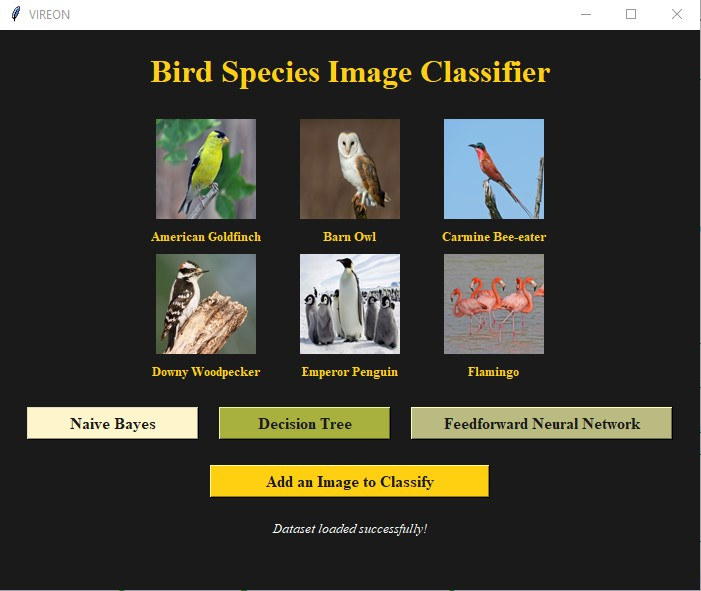 VIREON
Bird Species Image Classifier
American Goldfinch
Barn Owl
Carmine Bee-eater
Downy Woodpecker
Emperor Penguin
Flamingo
Naive Bayes
Decision Tree
Feedforward Neural Network
Add an Image to Classify
Dataset loaded successfully!